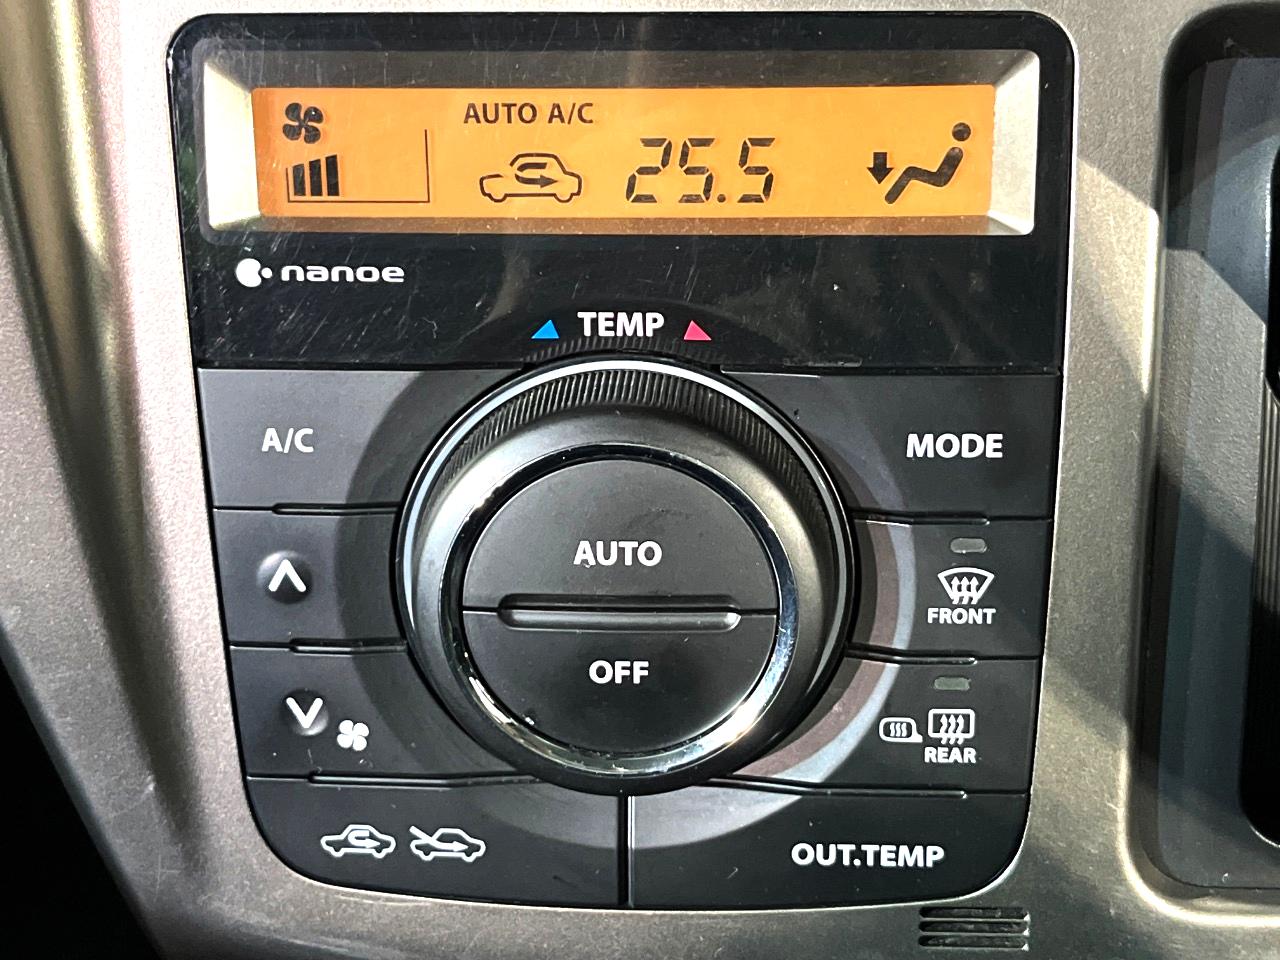 AUTO A/C
25.5
nanoe
TEMP
A/C
MODE
AUTO
FRONT
OFF
REAR
OUT.TEMP